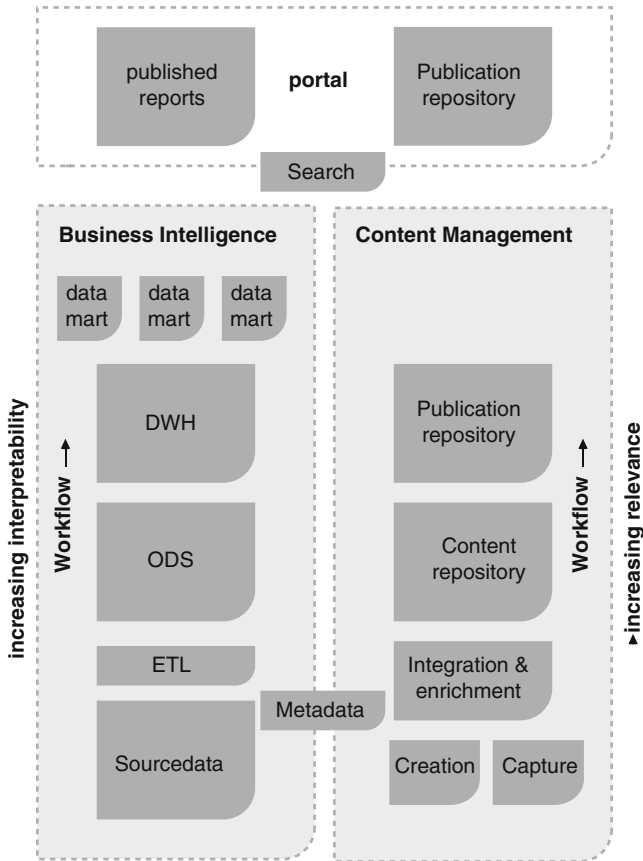 published
reports
portal
Publication
repository
Search
Business Intelligence
data
mart
data
mart
data
mart
DWH
ODS
ETL
Sourcedata
increasing interpretability
Workflow →
Metadata
Content Management
Publication
repository
Content
repository
Integration &
enrichment
Creation
Capture
Workflow →
increasing relevance